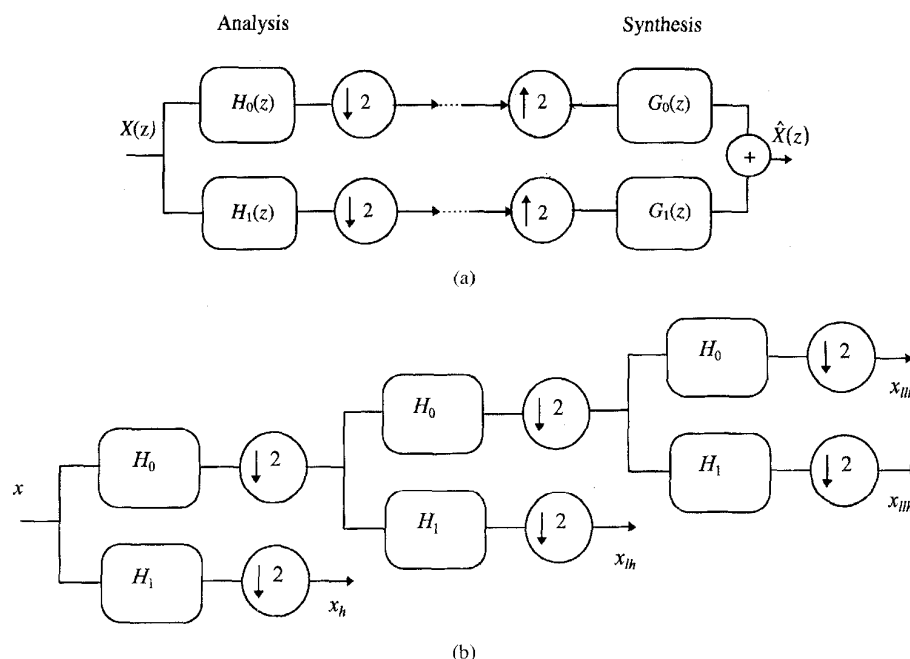 Analysis Synthesis
H₀(z) ↓ 2 ↑ 2 G₀(z)
X(z) X̂(z)
+
H₁(z) ↓ 2 ↑ 2 G₁(z)
(a)
H₀ ↓ 2
x_lll
H₀ ↓ 2
H₁ ↓ 2
H₀ ↓ 2
x
x_llh
H₁ ↓ 2
x_lh
H₁ ↓ 2
x_h
(b)